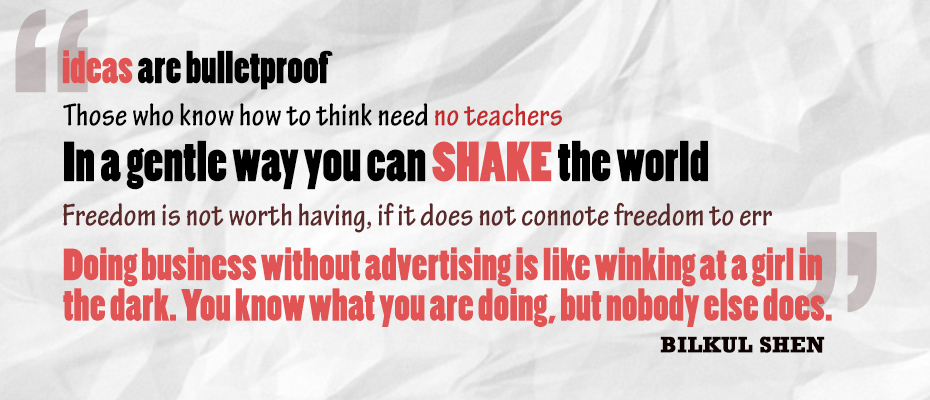 “
ideas are bulletproof
Those who know how to think need no teachers
In a gentle way you can SHAKE the world
Freedom is not worth having, if it does not connote freedom to err
Doing business without advertising is like winking at a girl in
the dark. You know what you are doing, but nobody else does.
”
BILKUL SHEN